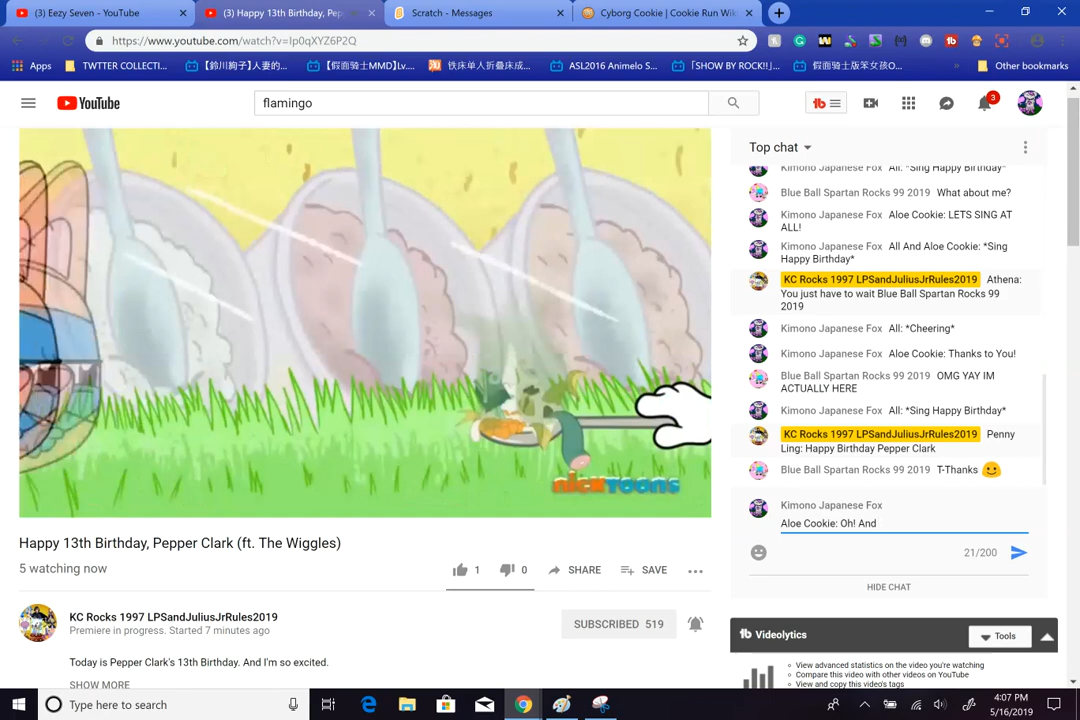 (3) Eezy Seven - YouTube
(3) Happy 13th Birthday, Pep
Scratch - Messages
Cyborg Cookie | Cookie Run Wiki
https://www.youtube.com/watch?v=Ip0qXYZ6P2Q
Apps
TWTTER COLLECTI...
【鈴川絢子】人妻的...
【假面骑士MMD】Lv....
铁床单人折叠床成...
ASL2016 Animelo S...
「SHOW BY ROCK!!」...
假面骑士版笨女孩O...
Other bookmarks
YouTube
flamingo
3
Top chat
Kimono Japanese Fox All: *Sing Happy Birthday*
Blue Ball Spartan Rocks 99 2019 What about me?
Kimono Japanese Fox Aloe Cookie: LETS SING AT
ALL!
Kimono Japanese Fox All And Aloe Cookie: *Sing
Happy Birthday*
KC Rocks 1997 LPSandJuliusJrRules2019 Athena:
You just have to wait Blue Ball Spartan Rocks 99
2019
Kimono Japanese Fox All: *Cheering*
Kimono Japanese Fox Aloe Cookie: Thanks to You!
Blue Ball Spartan Rocks 99 2019 OMG YAY IM
ACTUALLY HERE
Kimono Japanese Fox All: *Sing Happy Birthday*
KC Rocks 1997 LPSandJuliusJrRules2019 Penny
Ling: Happy Birthday Pepper Clark
Blue Ball Spartan Rocks 99 2019 T-Thanks
Kimono Japanese Fox
Aloe Cookie: Oh! And
21/200
HIDE CHAT
nicktoons
Happy 13th Birthday, Pepper Clark (ft. The Wiggles)
5 watching now
1
0
SHARE
SAVE
KC Rocks 1997 LPSandJuliusJrRules2019
Premiere in progress. Started 7 minutes ago
SUBSCRIBED 519
Today is Pepper Clark's 13th Birthday. And I'm so excited.
SHOW MORE
tb Videolytics
Tools
View advanced statistics on the video you're watching
Compare this video with other videos on YouTube
View and copy this video's tags
Type here to search
4:07 PM
5/16/2019